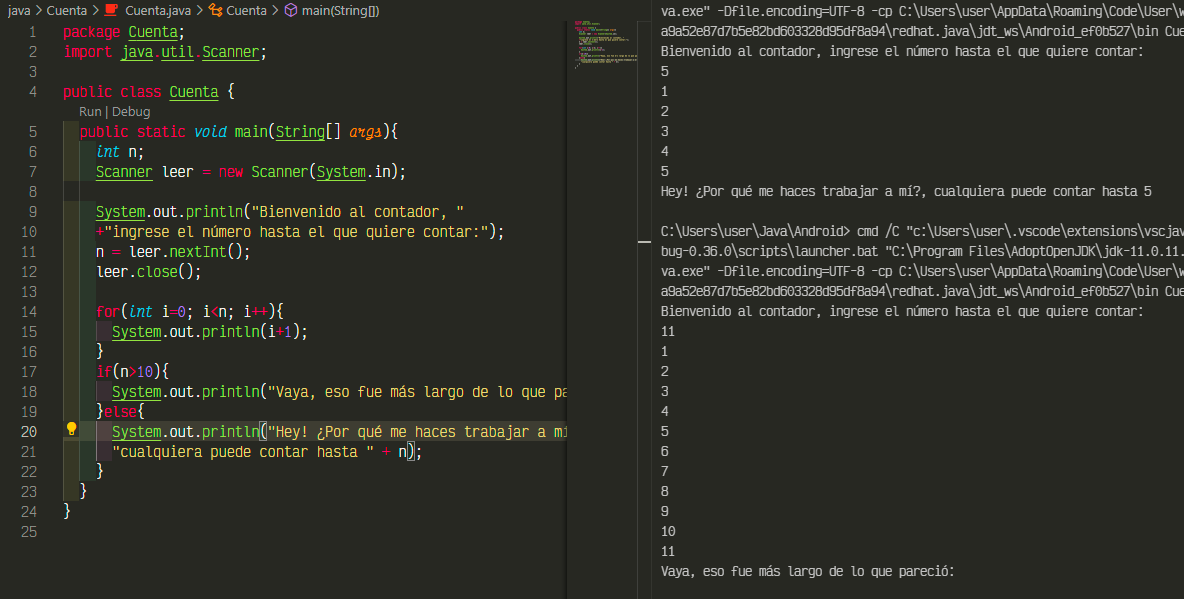 java > Cuenta > Cuenta.java > Cuenta > main(String[])
1 package Cuenta;
2 import java.util.Scanner;
3
4 public class Cuenta {
Run | Debug
5 public static void main(String[] args){
6 int n;
7 Scanner leer = new Scanner(System.in);
8
9 System.out.println("Bienvenido al contador, "
10 +"ingrese el número hasta el que quiere contar:");
11 n = leer.nextInt();
12 leer.close();
13
14 for(int i=0; i<n; i++){
15 System.out.println(i+1);
16 }
17 if(n>10){
18 System.out.println("Vaya, eso fue más largo de lo que pa
19 }else{
20 System.out.println("Hey! ¿Por qué me haces trabajar a mí
21 "cualquiera puede contar hasta " + n);
22 }
23 }
24 }
25
va.exe" -Dfile.encoding=UTF-8 -cp C:\Users\user\AppData\Roaming\Code\User\w
a9a52e87d7b5e82bd603328d95df8a94\redhat.java\jdt_ws\Android_ef0b527\bin Cue
Bienvenido al contador, ingrese el número hasta el que quiere contar:
5
1
2
3
4
5
Hey! ¿Por qué me haces trabajar a mí?, cualquiera puede contar hasta 5
C:\Users\user\Java\Android> cmd /C "c:\Users\user\.vscode\extensions\vscjav
bug-0.36.0\scripts\launcher.bat "C:\Program Files\AdoptOpenJDK\jdk-11.0.11.
va.exe" -Dfile.encoding=UTF-8 -cp C:\Users\user\AppData\Roaming\Code\User\w
a9a52e87d7b5e82bd603328d95df8a94\redhat.java\jdt_ws\Android_ef0b527\bin Cue
Bienvenido al contador, ingrese el número hasta el que quiere contar:
11
1
2
3
4
5
6
7
8
9
10
11
Vaya, eso fue más largo de lo que pareció: